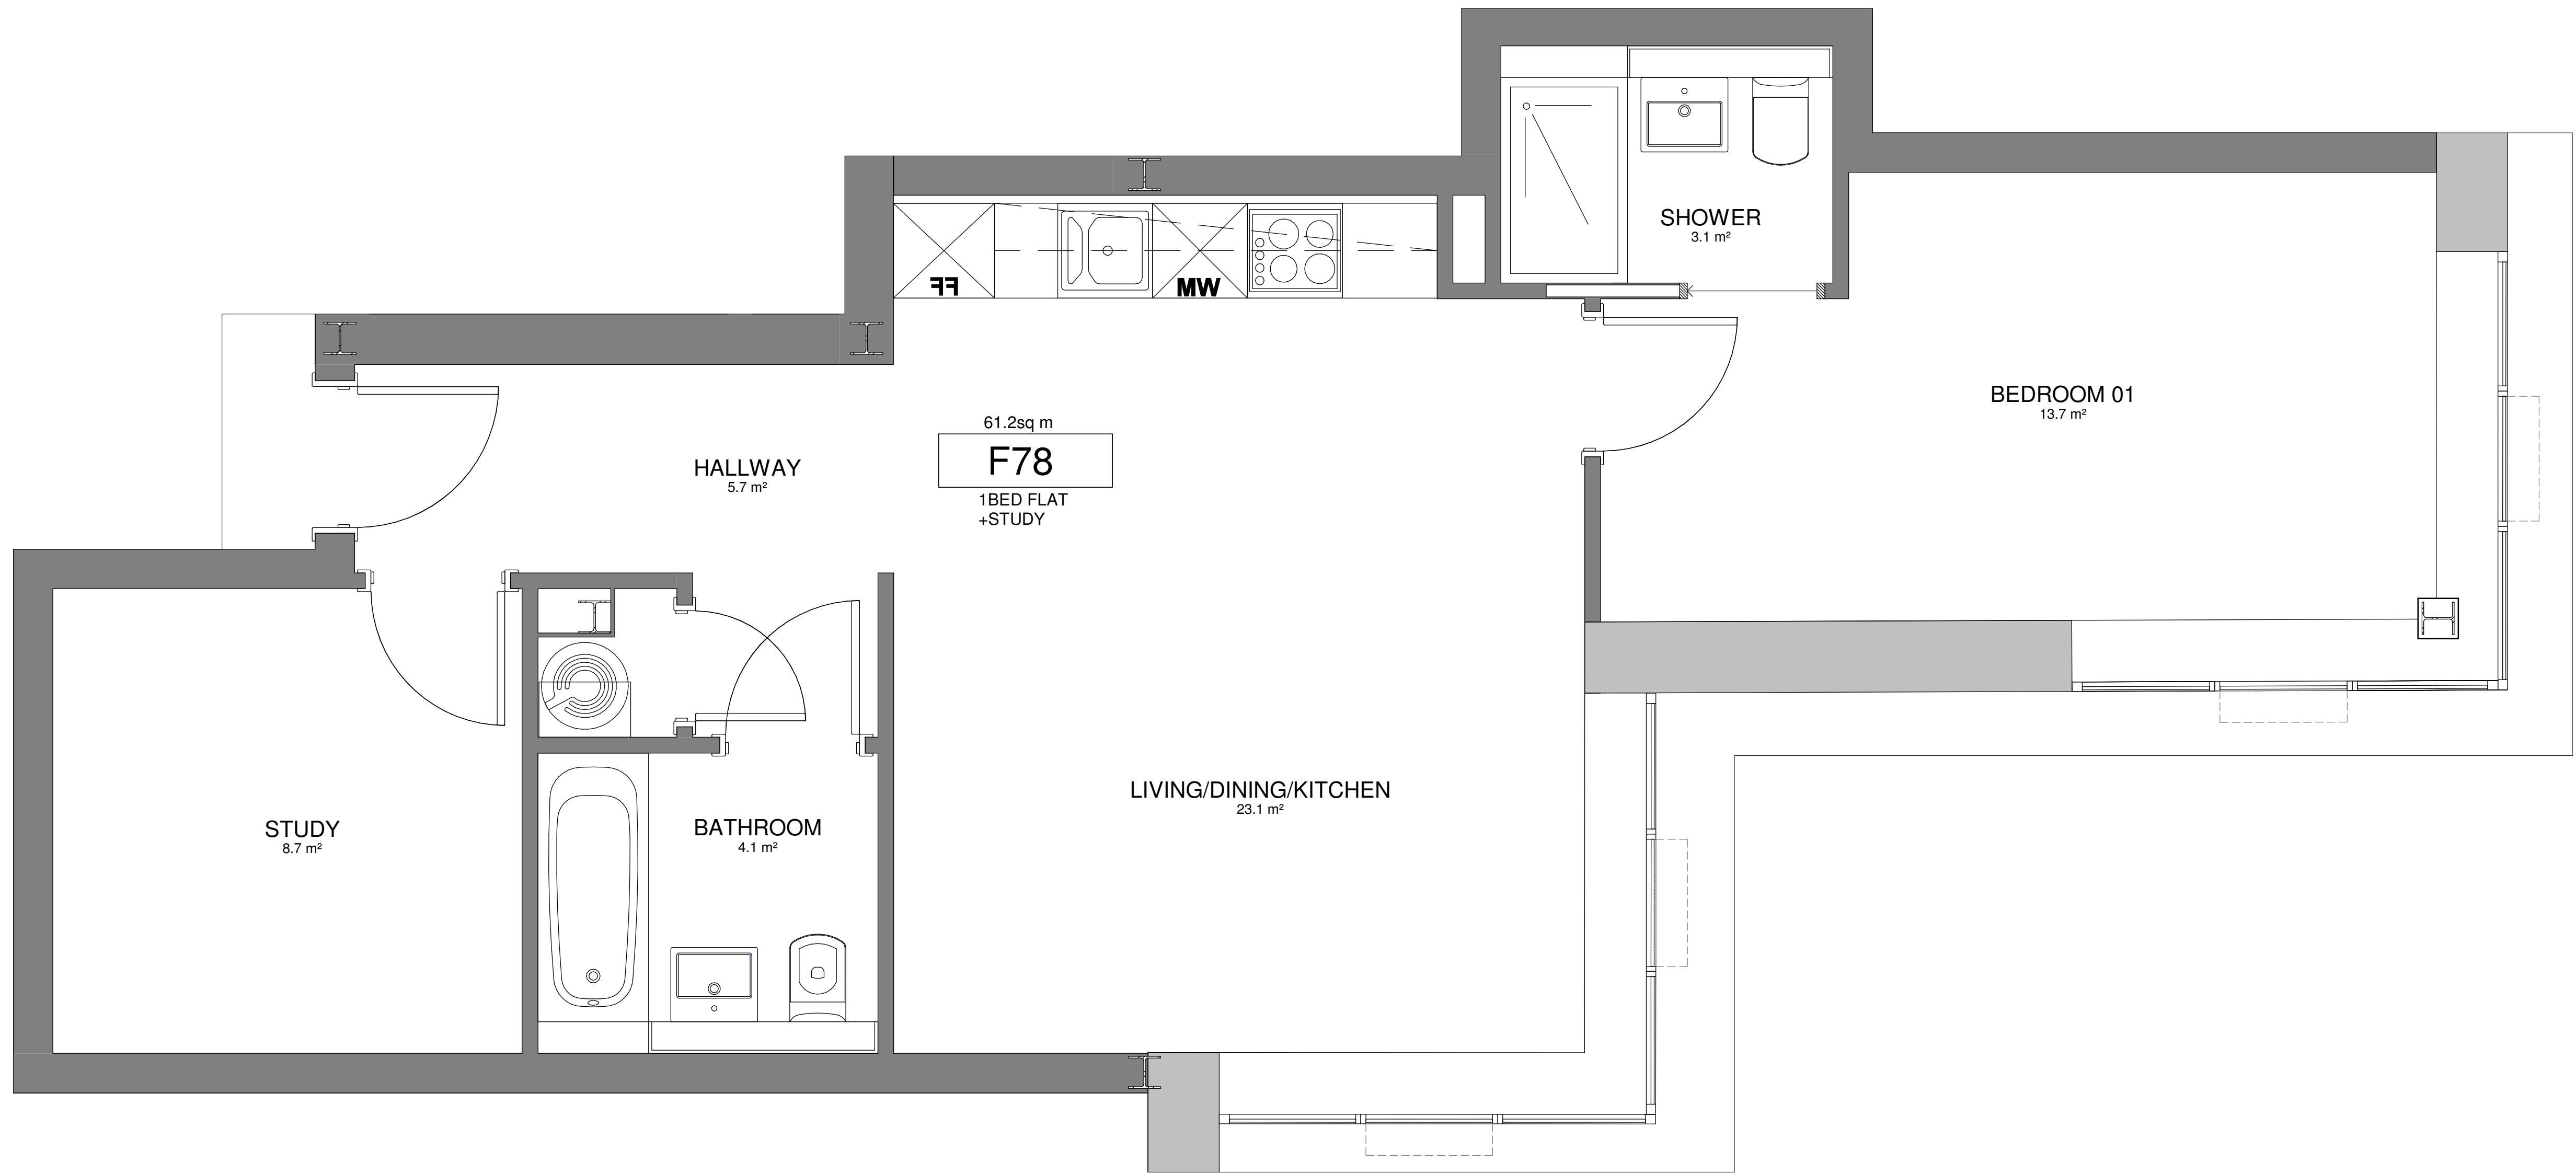 SHOWER
3.1 m²
FF
MW
BEDROOM 01
13.7 m²
61.2sq m
F78
1BED FLAT
+STUDY
HALLWAY
5.7 m²
LIVING/DINING/KITCHEN
23.1 m²
STUDY
8.7 m²
BATHROOM
4.1 m²